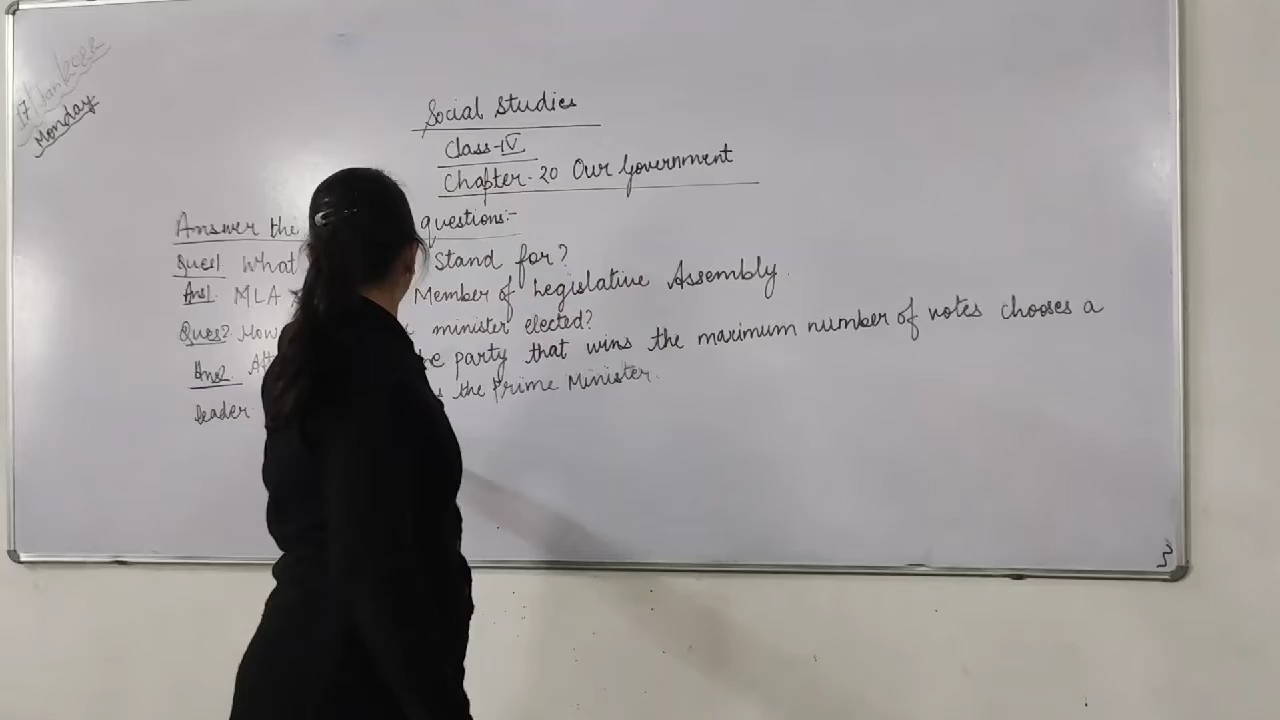 17/Jan/2022
Monday
Social Studies
Class-IV
Chapter-20 Our Government
Answer the questions:-
Ques1. What stand for?
Ans1. MLA Member of Legislative Assembly.
Ques2. How minister elected?
Ans2. party that wins the maximum number of votes chooses a
leader. the Prime Minister.